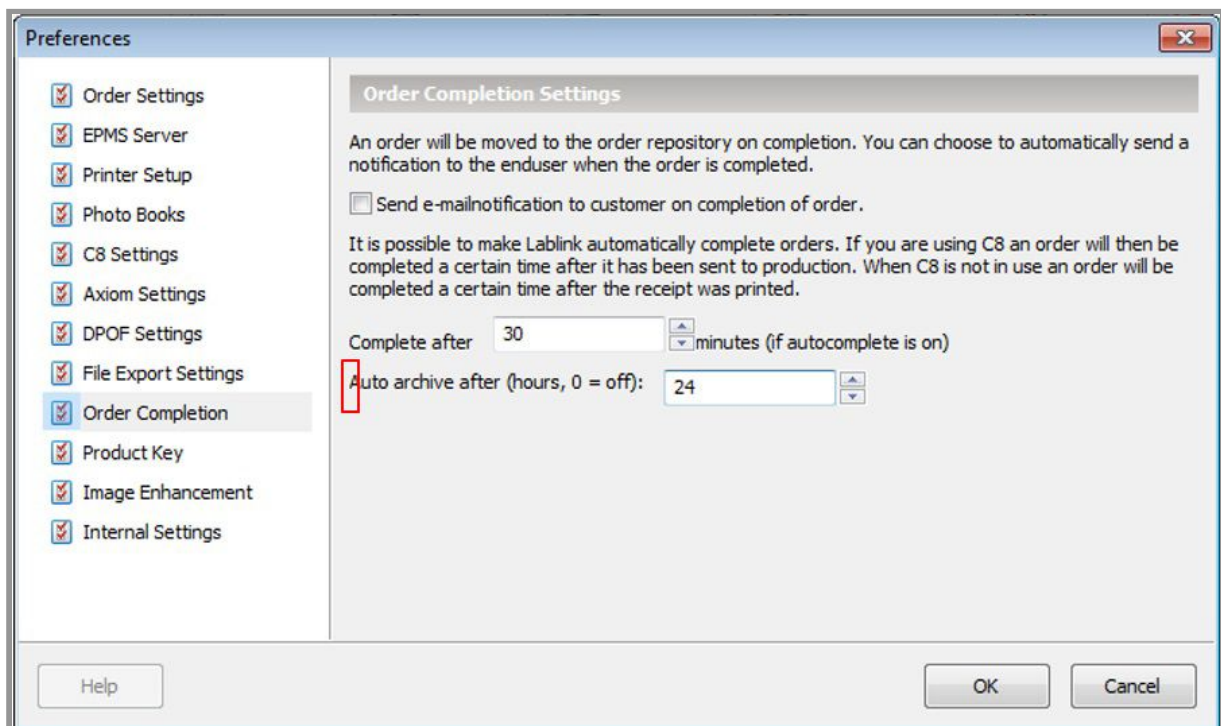 Preferences
Order Settings
EPMS Server
Printer Setup
Photo Books
C8 Settings
Axiom Settings
DPOF Settings
File Export Settings
Order Completion
Product Key
Image Enhancement
Internal Settings
Order Completion Settings
An order will be moved to the order repository on completion. You can choose to automatically send a
notification to the enduser when the order is completed.
Send e-mailnotification to customer on completion of order.
It is possible to make Lablink automatically complete orders. If you are using C8 an order will then be
completed a certain time after it has been sent to production. When C8 is not in use an order will be
completed a certain time after the receipt was printed.
Complete after 30 minutes (if autocomplete is on)
Auto archive after (hours, 0 = off): 24
Help
OK
Cancel